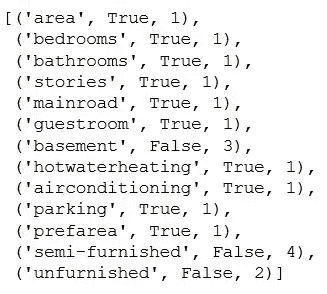 [('area', True, 1),
('bedrooms', True, 1),
('bathrooms', True, 1),
('stories', True, 1),
('mainroad', True, 1),
('guestroom', True, 1),
('basement', False, 3),
('hotwaterheating', True, 1),
('airconditioning', True, 1),
('parking', True, 1),
('prefarea', True, 1),
('semi-furnished', False, 4),
('unfurnished', False, 2)]